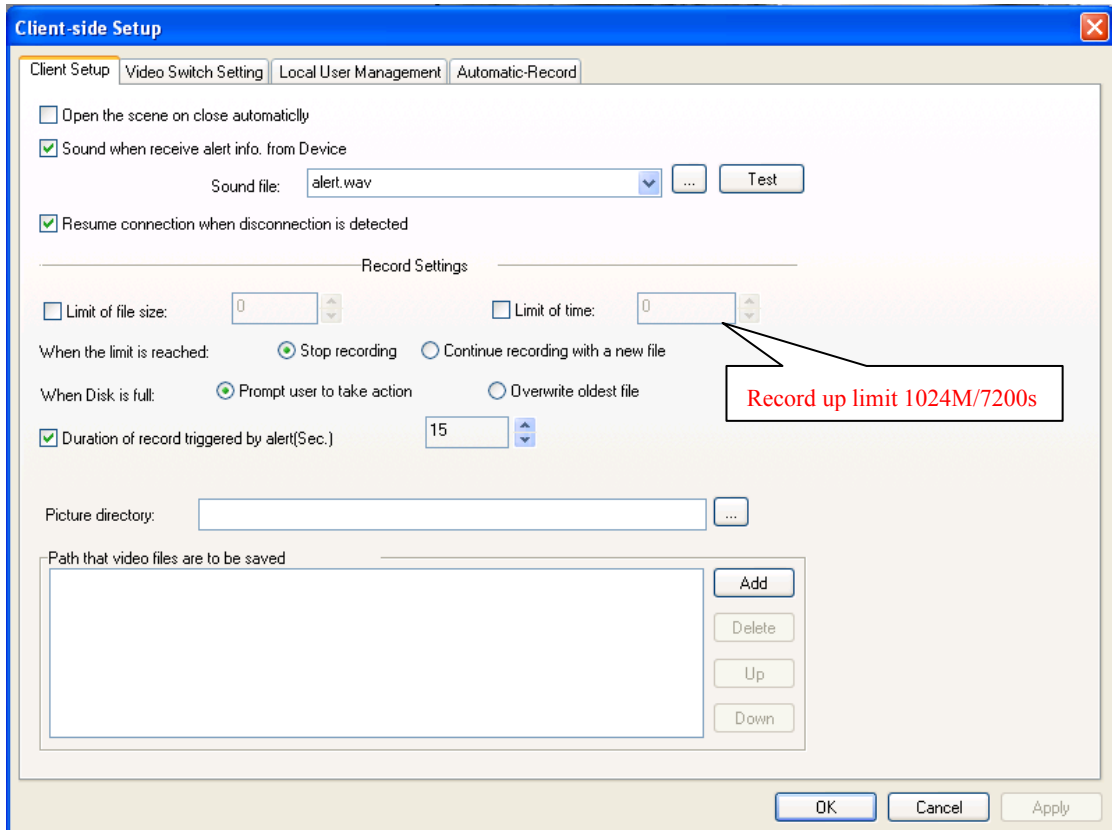 Client-side Setup
Client Setup Video Switch Setting Local User Management Automatic-Record
Open the scene on close automaticlly
Sound when receive alert info. from Device
Sound file: alert.wav ... Test
Resume connection when disconnection is detected
Record Settings
Limit of file size: 0 Limit of time: 0
When the limit is reached: Stop recording Continue recording with a new file
When Disk is full: Prompt user to take action Overwrite oldest file
Record up limit 1024M/7200s
Duration of record triggered by alert(Sec.) 15
Picture directory: ...
Path that video files are to be saved
Add
Delete
Up
Down
OK Cancel Apply